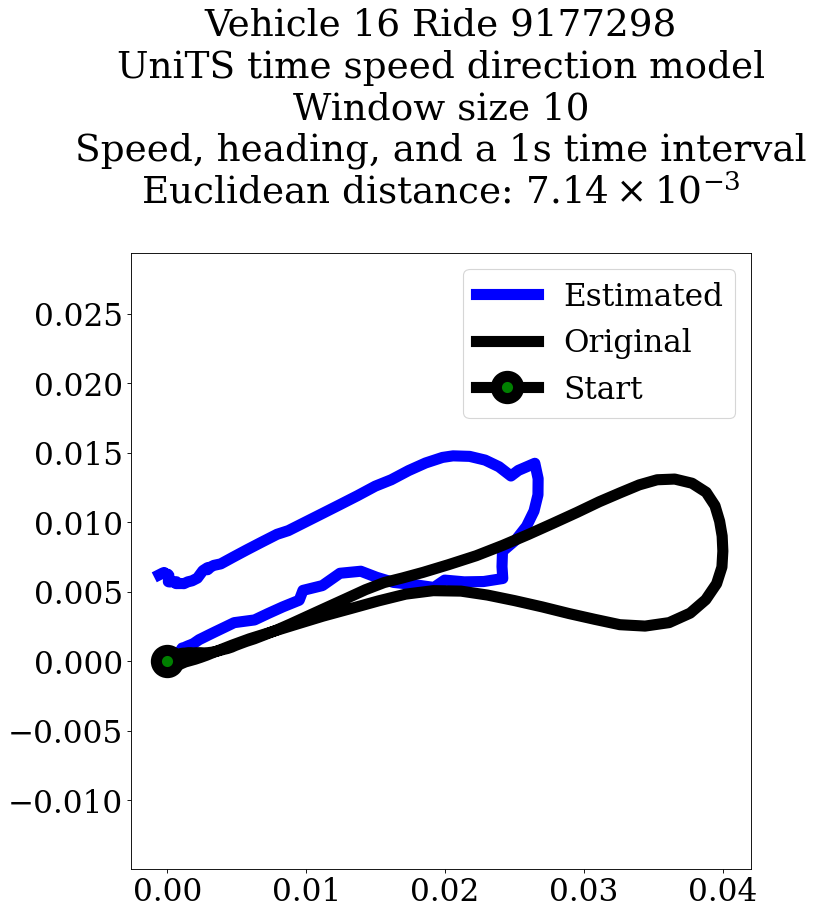 Vehicle 16 Ride 9177298
UniTS time speed direction model
Window size 10
Speed, heading, and a 1s time interval
Euclidean distance: 7.14 × 10⁻³
Estimated
Original
Start
0.025
0.020
0.015
0.010
0.005
0.000
−0.005
−0.010
0.00 0.01 0.02 0.03 0.04